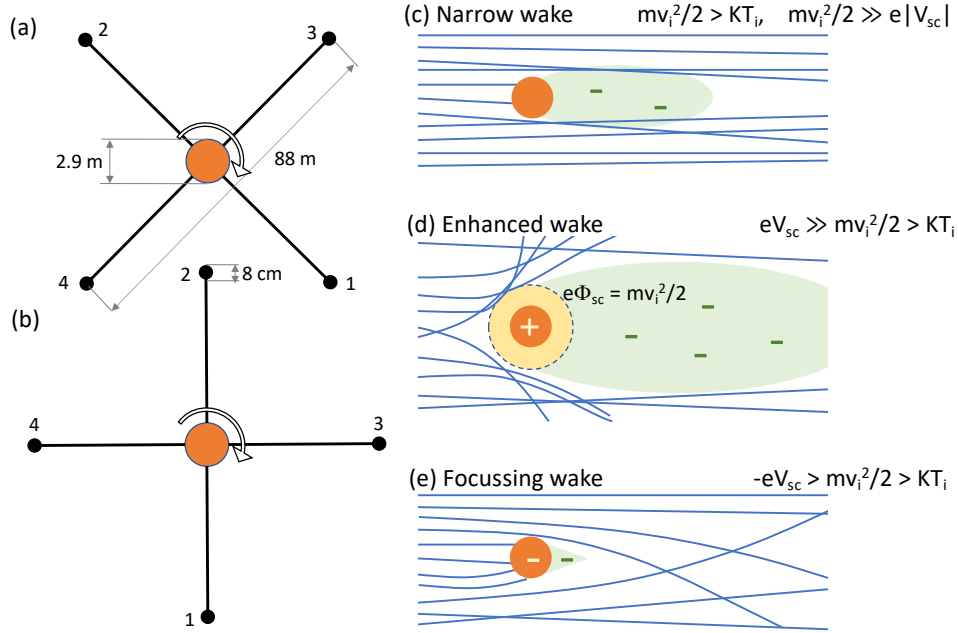 (a)
2
3
2.9 m
88 m
4
1
(b)
2
8 cm
4
3
1
(c) Narrow wake mvᵢ²/2 > KTᵢ, mvᵢ²/2 ≫ e|Vsc|
-
-
(d) Enhanced wake eVsc ≫ mvᵢ²/2 > KTᵢ
eΦsc = mvᵢ²/2
+
-
-
-
-
(e) Focussing wake -eVsc > mvᵢ²/2 > KTᵢ
-
-